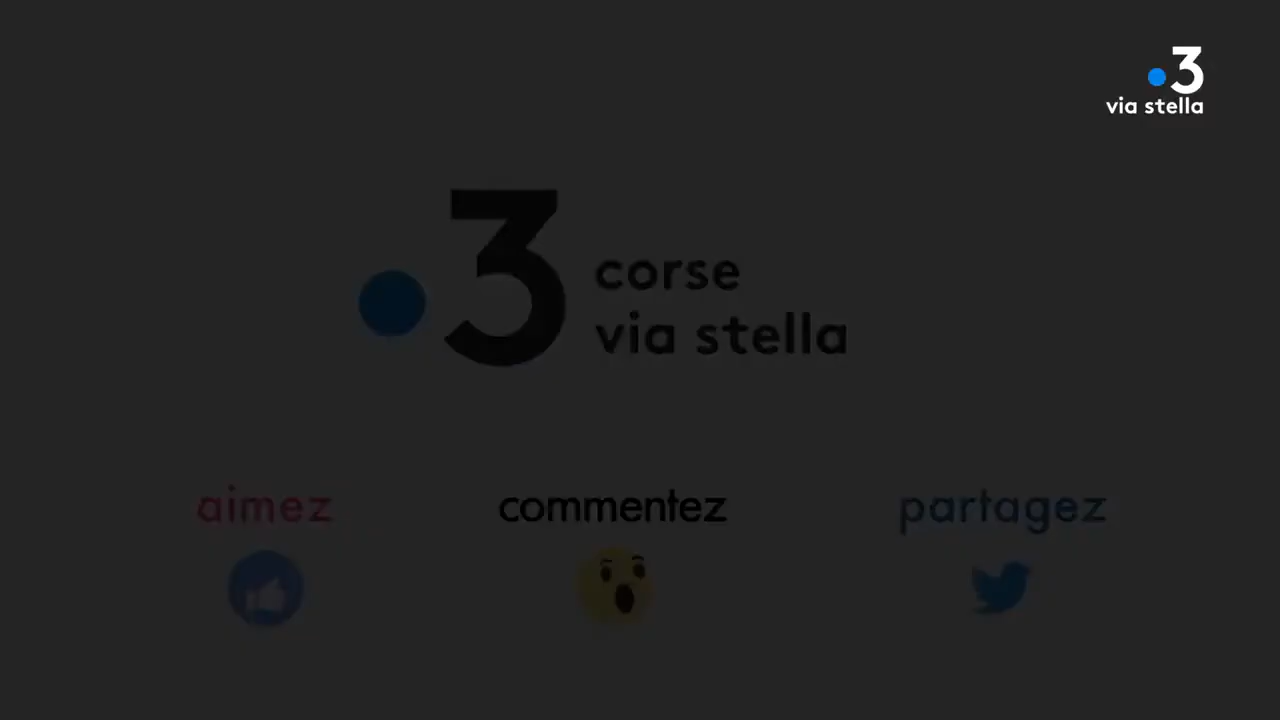 3
via stella
3
corse
via stella
aimez
commentez
partagez